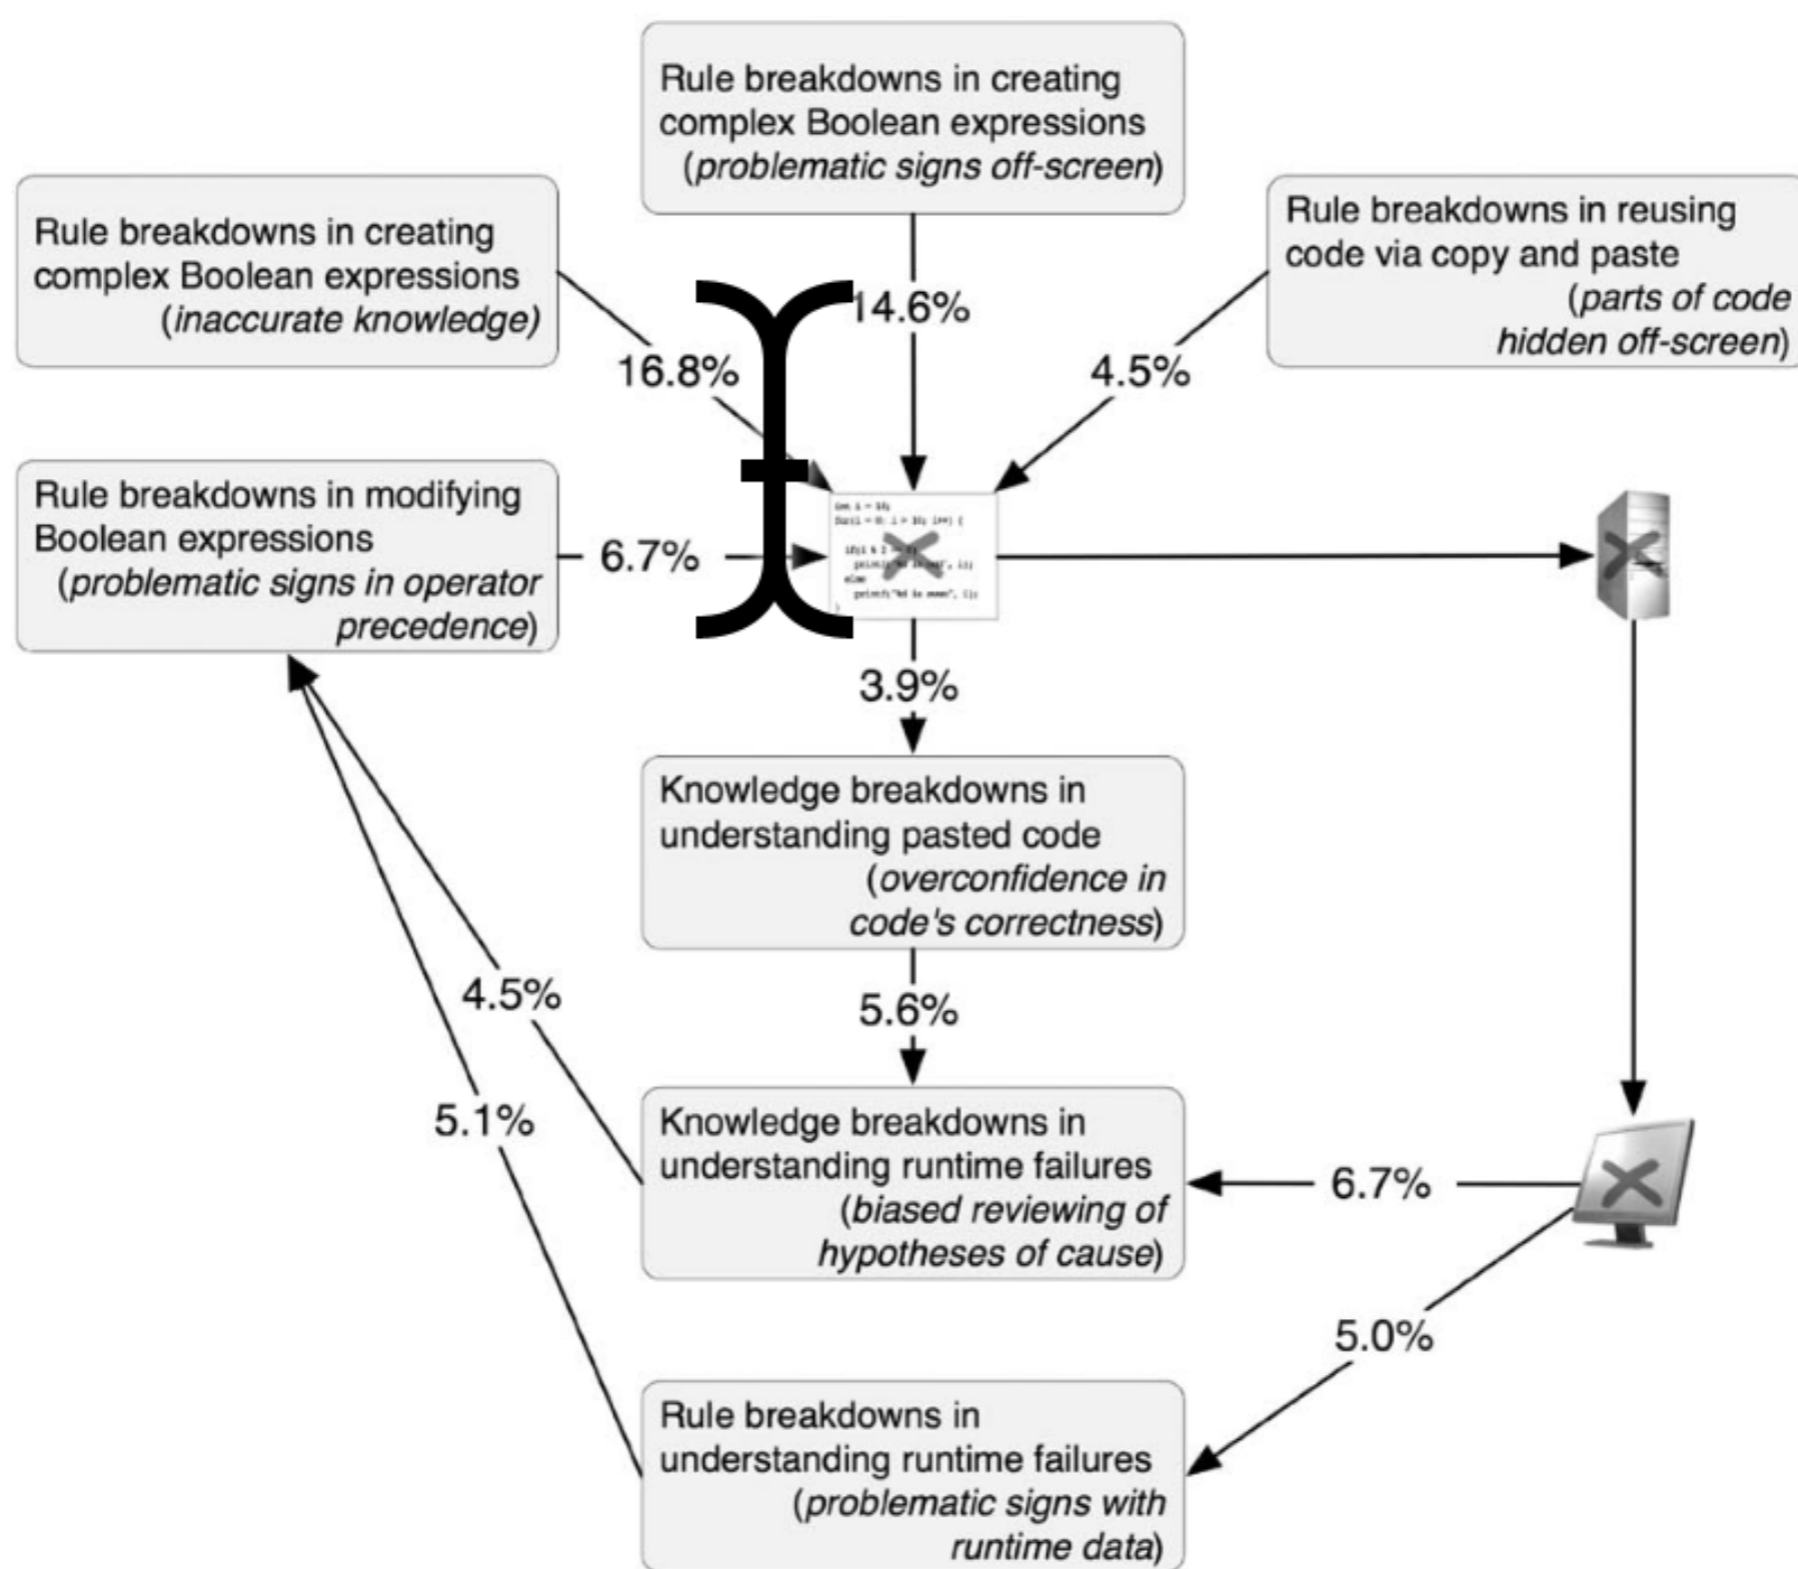 Rule breakdowns in creating
complex Boolean expressions
(problematic signs off-screen)
Rule breakdowns in creating
complex Boolean expressions
(inaccurate knowledge)
Rule breakdowns in reusing
code via copy and paste
(parts of code
hidden off-screen)
14.6%
16.8%
4.5%
Rule breakdowns in modifying
Boolean expressions
(problematic signs in operator
precedence)
6.7%
3.9%
Knowledge breakdowns in
understanding pasted code
(overconfidence in
code's correctness)
4.5%
5.6%
5.1%
Knowledge breakdowns in
understanding runtime failures
(biased reviewing of
hypotheses of cause)
6.7%
5.0%
Rule breakdowns in
understanding runtime failures
(problematic signs with
runtime data)